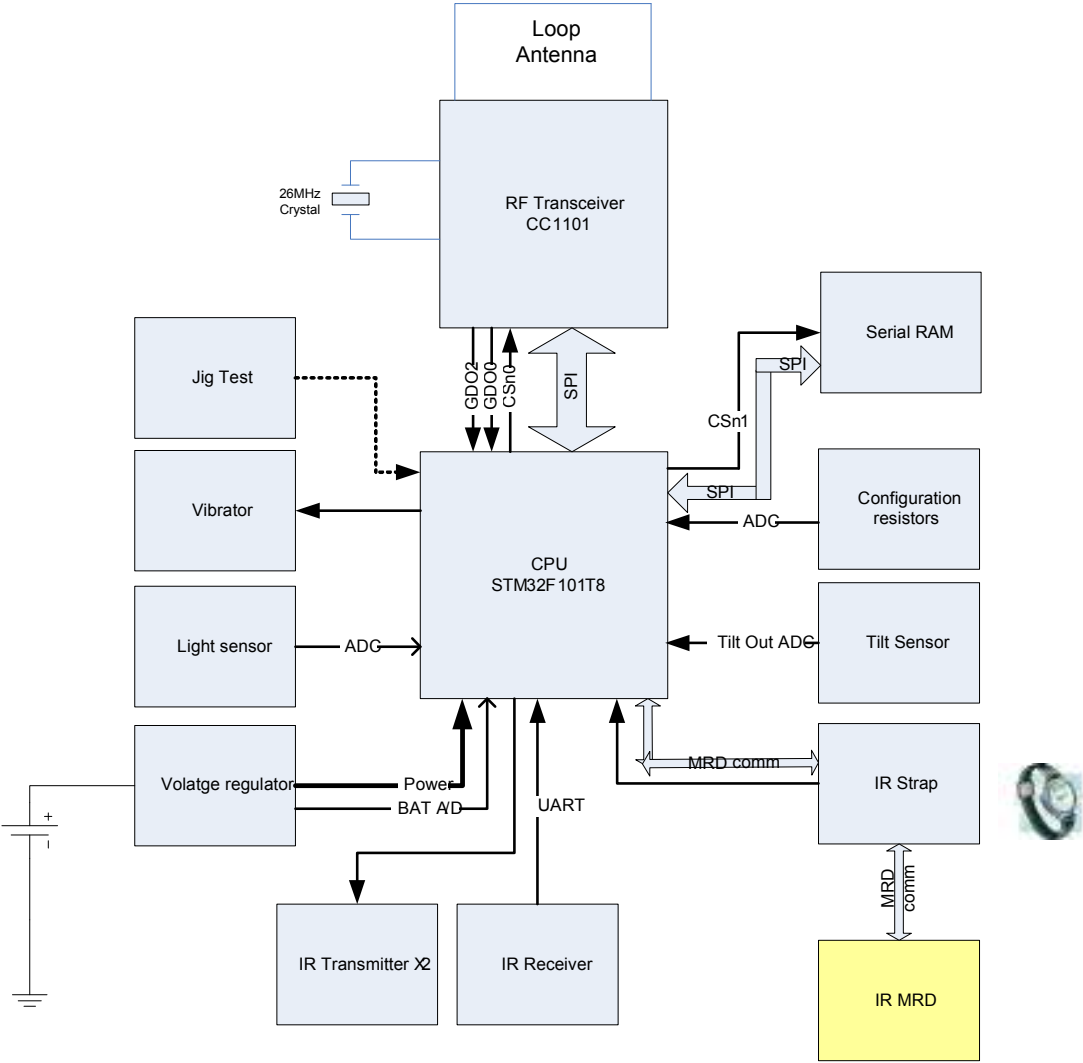 Loop
Antenna
26MHz
Crystal
RF Transceiver
CC1101
Serial RAM
Jig Test
GDO2
GDO0
CSn0
SPI
SPI
CSn1
SPI
Vibrator
Configuration
resistors
ADC
CPU
STM32F101T8
Light sensor
ADC
Tilt Out ADC
Tilt Sensor
Volatge regulator
Power
BAT A/D
UART
MRD comm
IR Strap
+
-
MRD
comm
IR Transmitter X2
IR Receiver
IR MRD